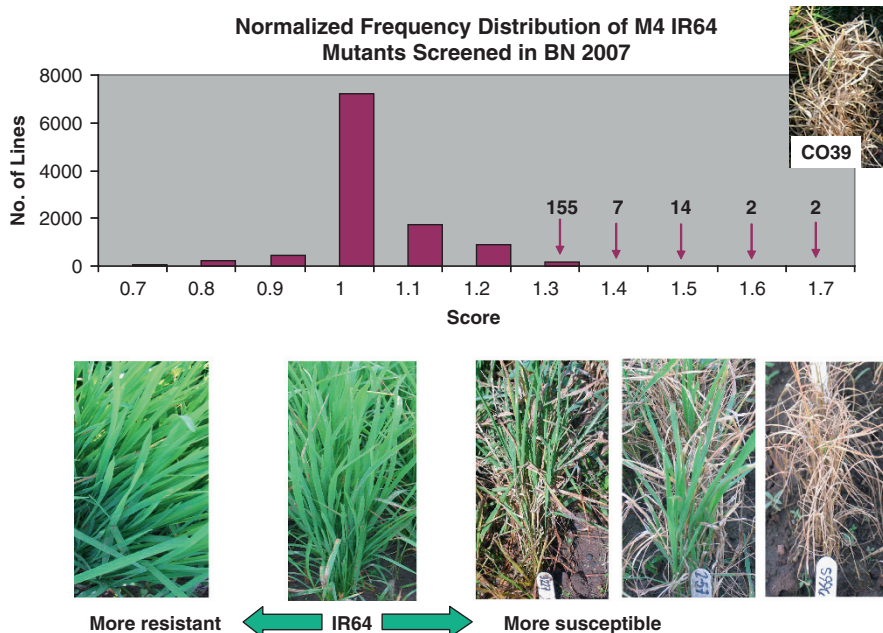 Normalized Frequency Distribution of M4 IR64
Mutants Screened in BN 2007
CO39
No. of Lines
8000
6000
4000
2000
0
155 7 14 2 2
0.7 0.8 0.9 1 1.1 1.2 1.3 1.4 1.5 1.6 1.7
Score
257
More resistant IR64 More susceptible